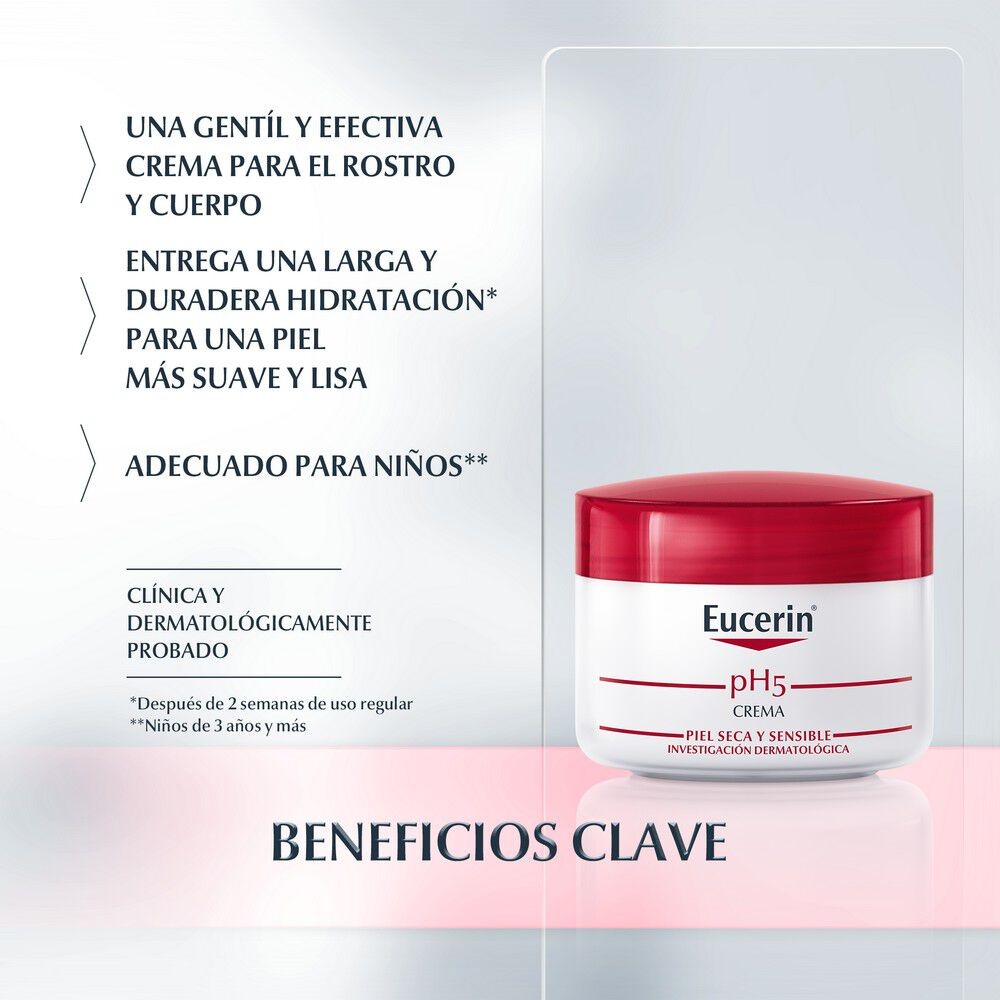 UNA GENTÍL Y EFECTIVA
CREMA PARA EL ROSTRO
Y CUERPO
ENTREGA UNA LARGA Y
DURADERA HIDRATACIÓN*
PARA UNA PIEL
MÁS SUAVE Y LISA
ADECUADO PARA NIÑOS**
CLÍNICA Y
DERMATOLÓGICAMENTE
PROBADO
*Después de 2 semanas de uso regular
**Niños de 3 años y más
Eucerin®
pH5
CREMA
PIEL SECA Y SENSIBLE
INVESTIGACIÓN DERMATOLÓGICA
BENEFICIOS CLAVE